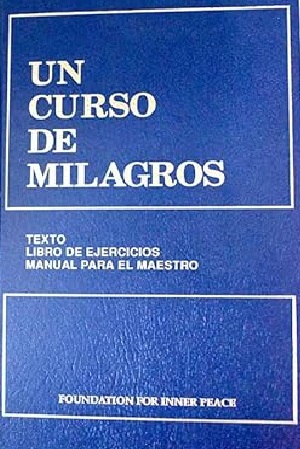 UN
CURSO
DE
MILAGROS
TEXTO
LIBRO DE EJERCICIOS
MANUAL PARA EL MAESTRO
FOUNDATION FOR INNER PEACE